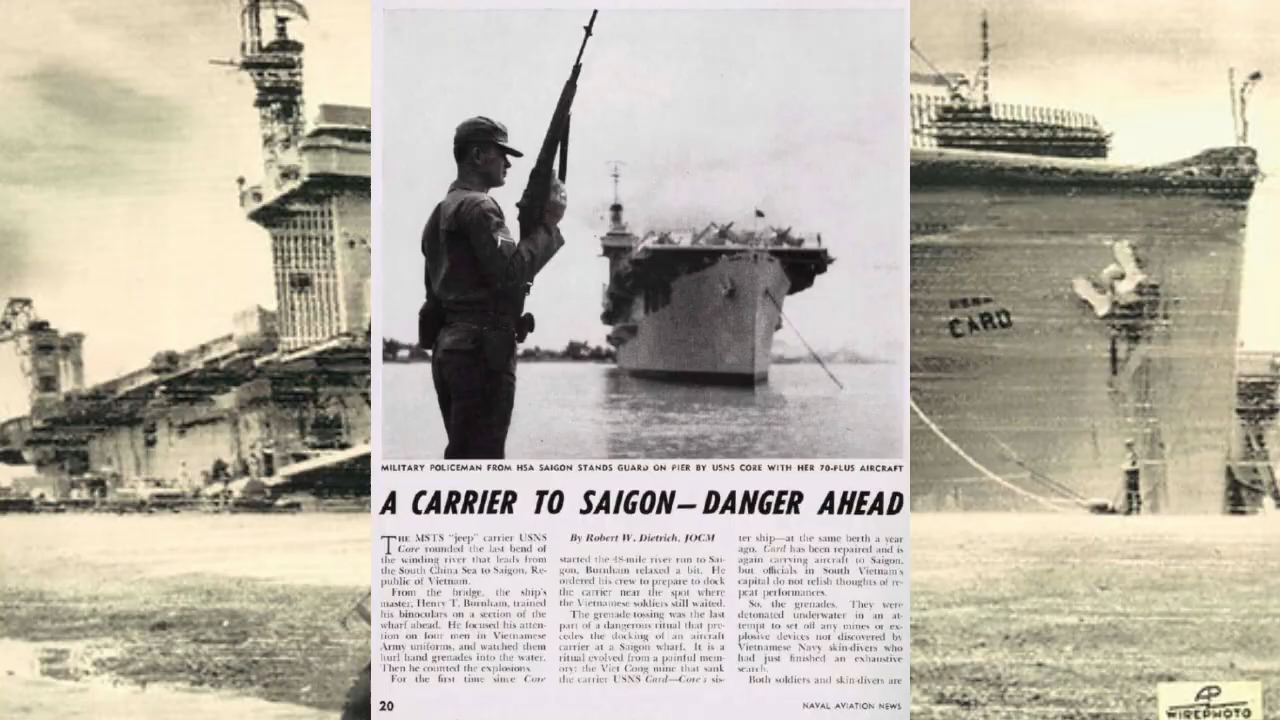 USNS
CARD
MILITARY POLICEMAN FROM HSA SAIGON STANDS GUARD ON PIER BY USNS CORE WITH HER 70-PLUS AIRCRAFT
A CARRIER TO SAIGON—DANGER AHEAD
THE MSTS "jeep" carrier USNS
Core rounded the last bend of
the winding river that leads from
the South China Sea to Saigon, Re-
public of Vietnam.
From the bridge, the ship's
master, Henry T. Burnham, trained
his binoculars on a section of the
wharf ahead. He focused his atten-
tion on four men in Vietnamese
Army uniforms, and watched them
hurl hand grenades into the water.
Then he counted the explosions.
For the first time since Core
By Robert W. Dietrich, JOCM
started the 48-mile river run to Sai-
gon, Burnham relaxed a bit. He
ordered his crew to prepare to dock
the carrier near the spot where
the Vietnamese soldiers still waited.
The grenade-tossing was the last
part of a dangerous ritual that pre-
cedes the docking of an aircraft
carrier at a Saigon wharf. It is a
ritual evolved from a painful mem-
ory: the Viet Cong mine that sank
the carrier USNS Card—Core's sis-
ter ship—at the same berth a year
ago. Card has been repaired and is
again carrying aircraft to Saigon,
but officials in South Vietnam's
capital do not relish thoughts of re-
peat performances.
So, the grenades. They were
detonated underwater in an at-
tempt to set off any mines or ex-
plosive devices not discovered by
Vietnamese Navy skin-divers who
had just finished an exhaustive
search.
Both soldiers and skin-divers are
20
NAVAL AVIATION NEWS
AP
WIREPHOTO